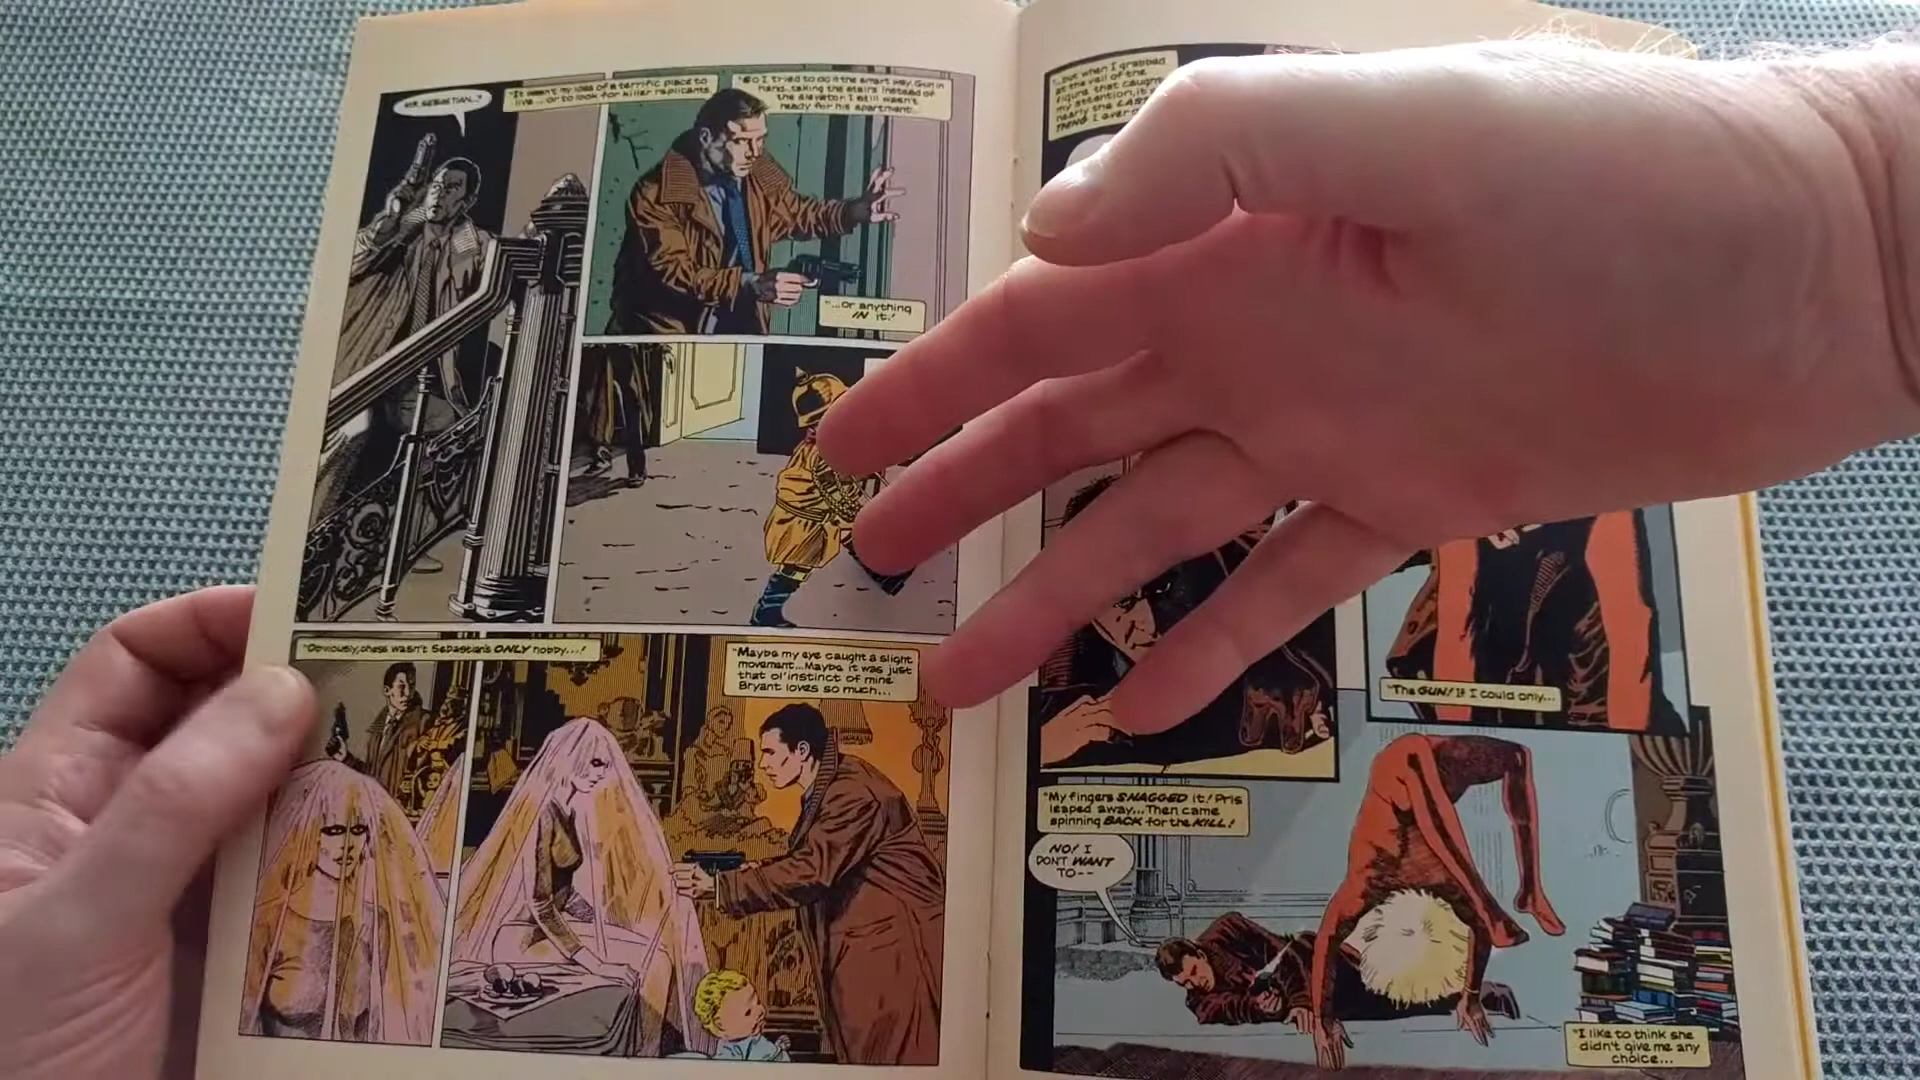 MR. SEBASTIAN..?
"It wasn't my idea of a terrific place to
live...or to look for killer replicants.
"So I tried to do it the smart way. Gun in
hand...taking the stairs instead of
the elevator. I still wasn't
ready for his apartment...
"...or anything
IN it!
"Obviously, chess wasn't Sebastian's ONLY hobby...!
"Maybe my eye caught a slight
movement...Maybe it was just
that ol' instinct of mine
Bryant loves so much...
"...but when I grabbed
at the veil of the
figure that caught
my attention, it
nearly the
THING I ever
"The GUN! If I could only...
"My fingers SNAGGED it! Pris
leaped away...Then came
spinning BACK for the KILL!
NO! I
DON'T WANT
TO--
"I like to think she
didn't give me any
choice...